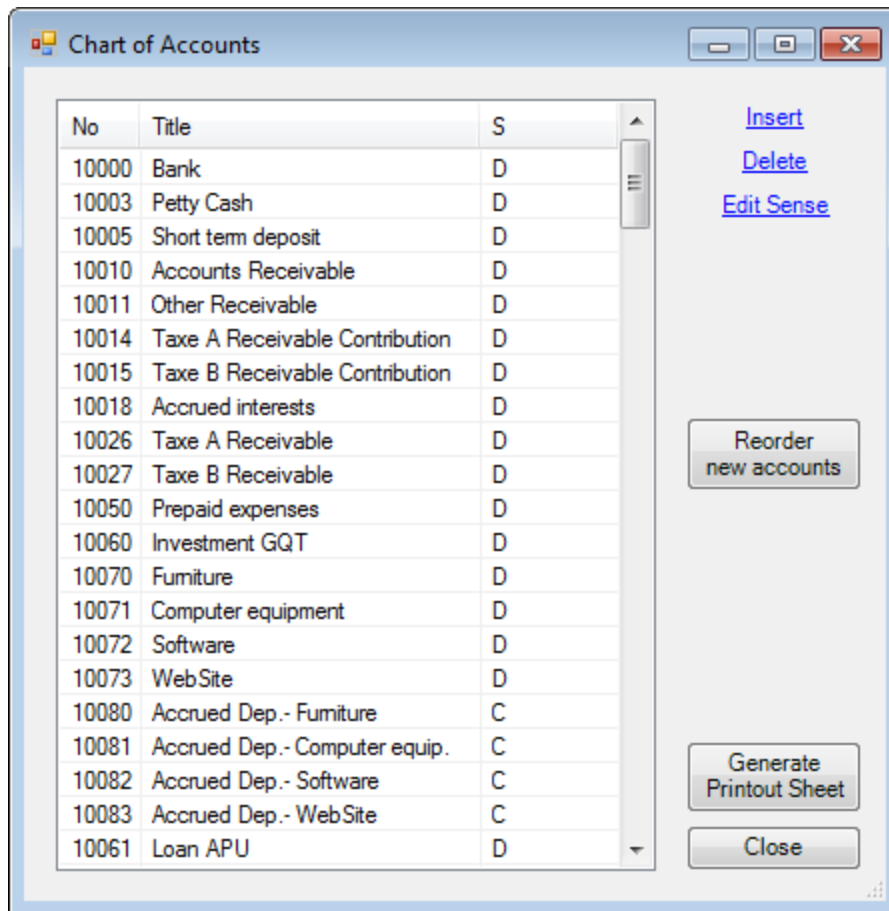 Chart of Accounts
No Title S
10000 Bank D
10003 Petty Cash D
10005 Short term deposit D
10010 Accounts Receivable D
10011 Other Receivable D
10014 Taxe A Receivable Contribution D
10015 Taxe B Receivable Contribution D
10018 Accrued interests D
10026 Taxe A Receivable D
10027 Taxe B Receivable D
10050 Prepaid expenses D
10060 Investment GQT D
10070 Furniture D
10071 Computer equipment D
10072 Software D
10073 WebSite D
10080 Accrued Dep.- Furniture C
10081 Accrued Dep.- Computer equip. C
10082 Accrued Dep.- Software C
10083 Accrued Dep.- WebSite C
10061 Loan APU D
Insert
Delete
Edit Sense
Reorder
new accounts
Generate
Printout Sheet
Close